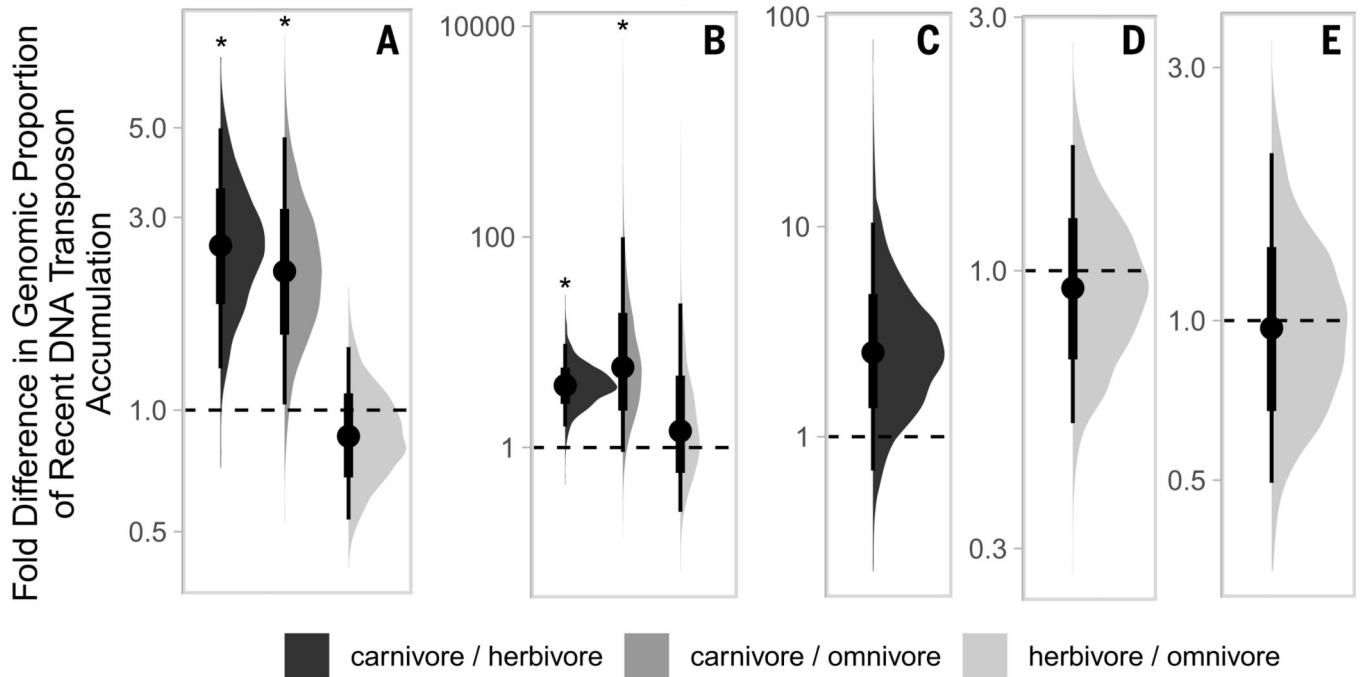 Fold Difference in Genomic Proportion
of Recent DNA Transposon
Accumulation
A
*
*
5.0
3.0
1.0
0.5
B
*
*
10000
100
1
C
100
10
1
D
3.0
1.0
0.3
E
3.0
1.0
0.5
carnivore / herbivore
carnivore / omnivore
herbivore / omnivore